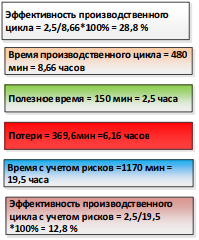 Эффективность производственного
цикла = 2,5/8,66*100% = 28,8 %
Время производственного цикла = 480
мин = 8,66 часов
Полезное время = 150 мин = 2,5 часа
Потери = 369,6мин =6,16 часов
Время с учетом рисков =1170 мин =
19,5 часа
Эффективность производственного
цикла с учетом рисков = 2,5/19,5
*100% = 12,8 %